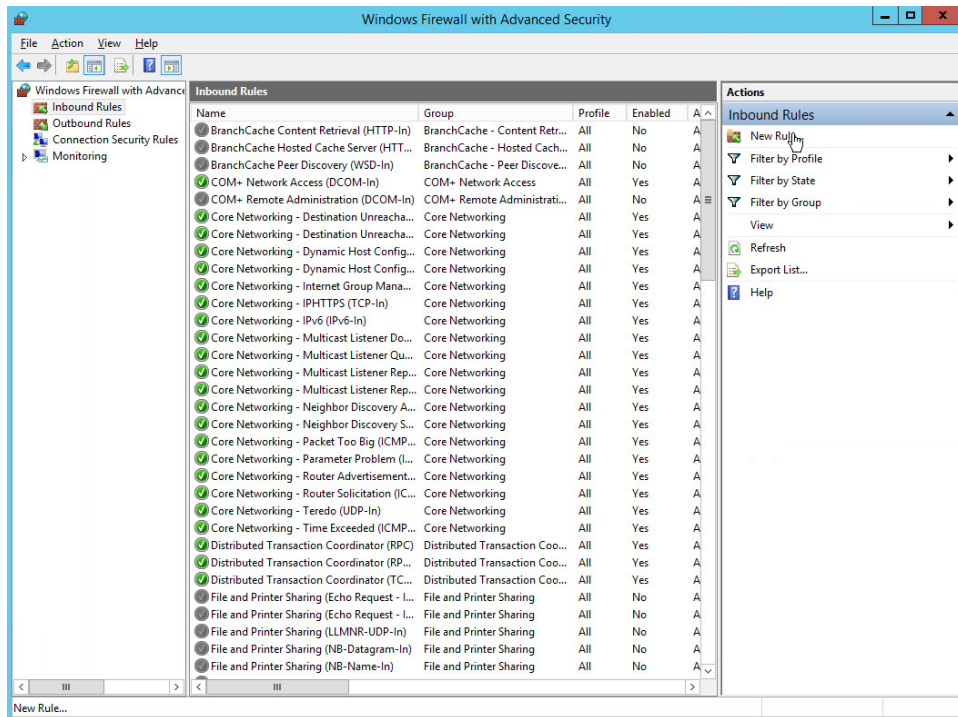 Windows Firewall with Advanced Security
File Action View Help
Windows Firewall with Advance
Inbound Rules
Outbound Rules
Connection Security Rules
Monitoring
Inbound Rules
Name Group Profile Enabled A
BranchCache Content Retrieval (HTTP-In) BranchCache - Content Retr... All No A
BranchCache Hosted Cache Server (HTT... BranchCache - Hosted Cach... All No A
BranchCache Peer Discovery (WSD-In) BranchCache - Peer Discove... All No A
COM+ Network Access (DCOM-In) COM+ Network Access All Yes A
COM+ Remote Administration (DCOM-In) COM+ Remote Administrati... All No A
Core Networking - Destination Unreacha... Core Networking All Yes A
Core Networking - Destination Unreacha... Core Networking All Yes A
Core Networking - Dynamic Host Config... Core Networking All Yes A
Core Networking - Dynamic Host Config... Core Networking All Yes A
Core Networking - Internet Group Mana... Core Networking All Yes A
Core Networking - IPHTTPS (TCP-In) Core Networking All Yes A
Core Networking - IPv6 (IPv6-In) Core Networking All Yes A
Core Networking - Multicast Listener Do... Core Networking All Yes A
Core Networking - Multicast Listener Qu... Core Networking All Yes A
Core Networking - Multicast Listener Rep... Core Networking All Yes A
Core Networking - Multicast Listener Rep... Core Networking All Yes A
Core Networking - Neighbor Discovery A... Core Networking All Yes A
Core Networking - Neighbor Discovery S... Core Networking All Yes A
Core Networking - Packet Too Big (ICMP... Core Networking All Yes A
Core Networking - Parameter Problem (I... Core Networking All Yes A
Core Networking - Router Advertisement... Core Networking All Yes A
Core Networking - Router Solicitation (IC... Core Networking All Yes A
Core Networking - Teredo (UDP-In) Core Networking All Yes A
Core Networking - Time Exceeded (ICMP... Core Networking All Yes A
Distributed Transaction Coordinator (RPC) Distributed Transaction Coo... All Yes A
Distributed Transaction Coordinator (RP... Distributed Transaction Coo... All Yes A
Distributed Transaction Coordinator (TC... Distributed Transaction Coo... All Yes A
File and Printer Sharing (Echo Request - I... File and Printer Sharing All No A
File and Printer Sharing (Echo Request - I... File and Printer Sharing All No A
File and Printer Sharing (LLMNR-UDP-In) File and Printer Sharing All No A
File and Printer Sharing (NB-Datagram-In) File and Printer Sharing All No A
File and Printer Sharing (NB-Name-In) File and Printer Sharing All No A
Actions
Inbound Rules
New Rule...
Filter by Profile
Filter by State
Filter by Group
View
Refresh
Export List...
Help
New Rule...